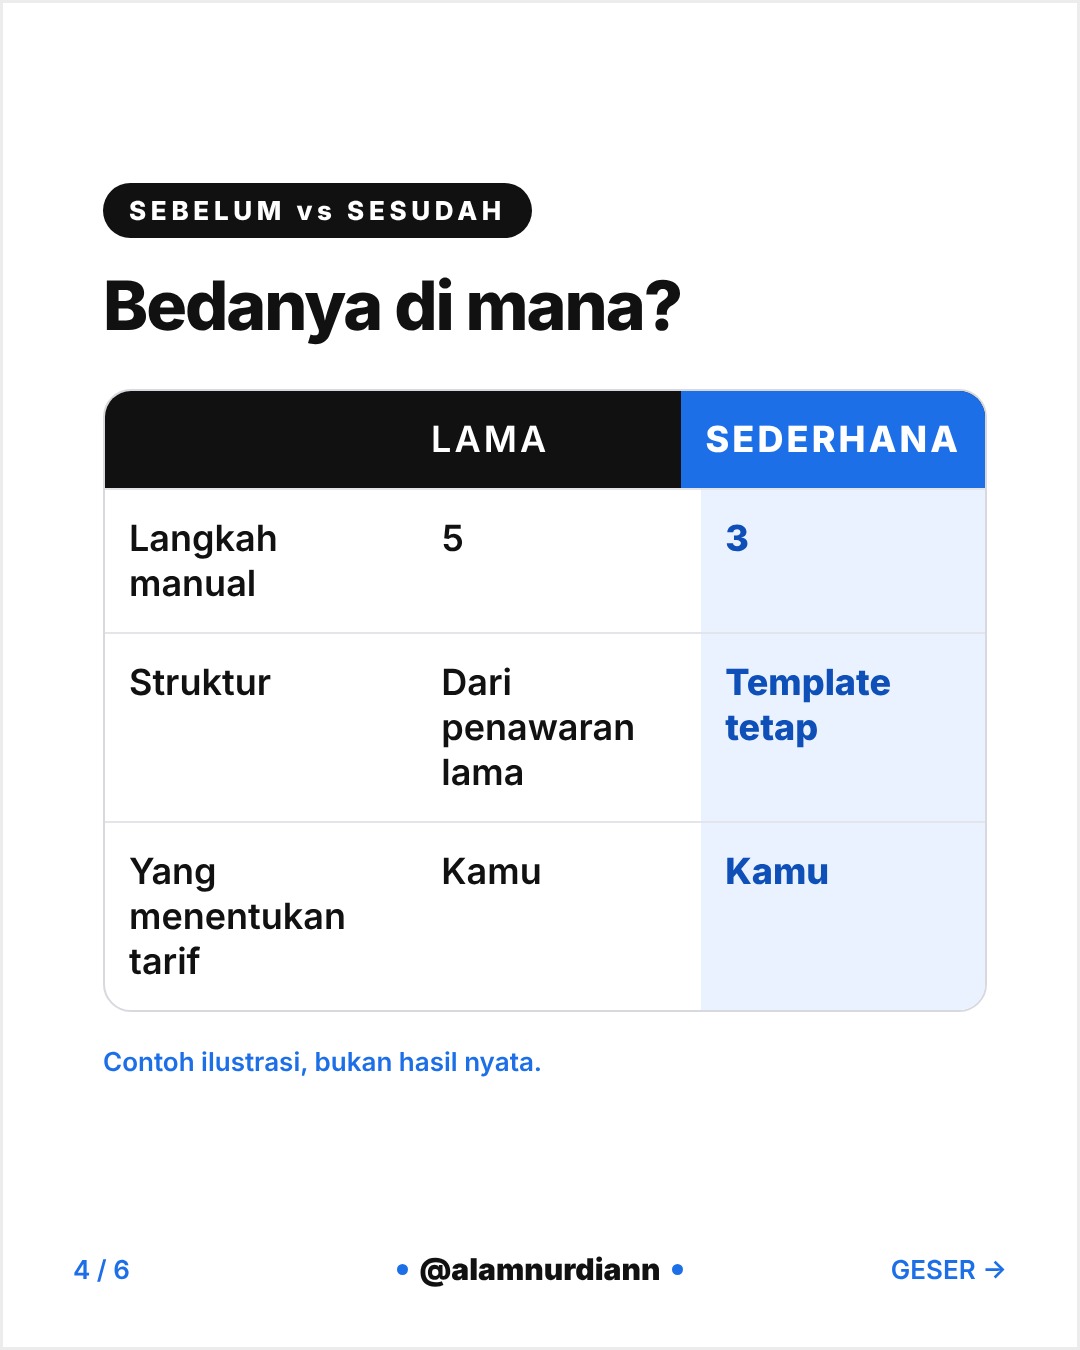 SEBELUM vs SESUDAH
Bedanya di mana?
LAMA SEDERHANA
Langkah manual 5 3
Struktur Dari penawaran lama Template tetap
Yang menentukan tarif Kamu Kamu
Contoh ilustrasi, bukan hasil nyata.
4 / 6 • @alamnurdiann • GESER →